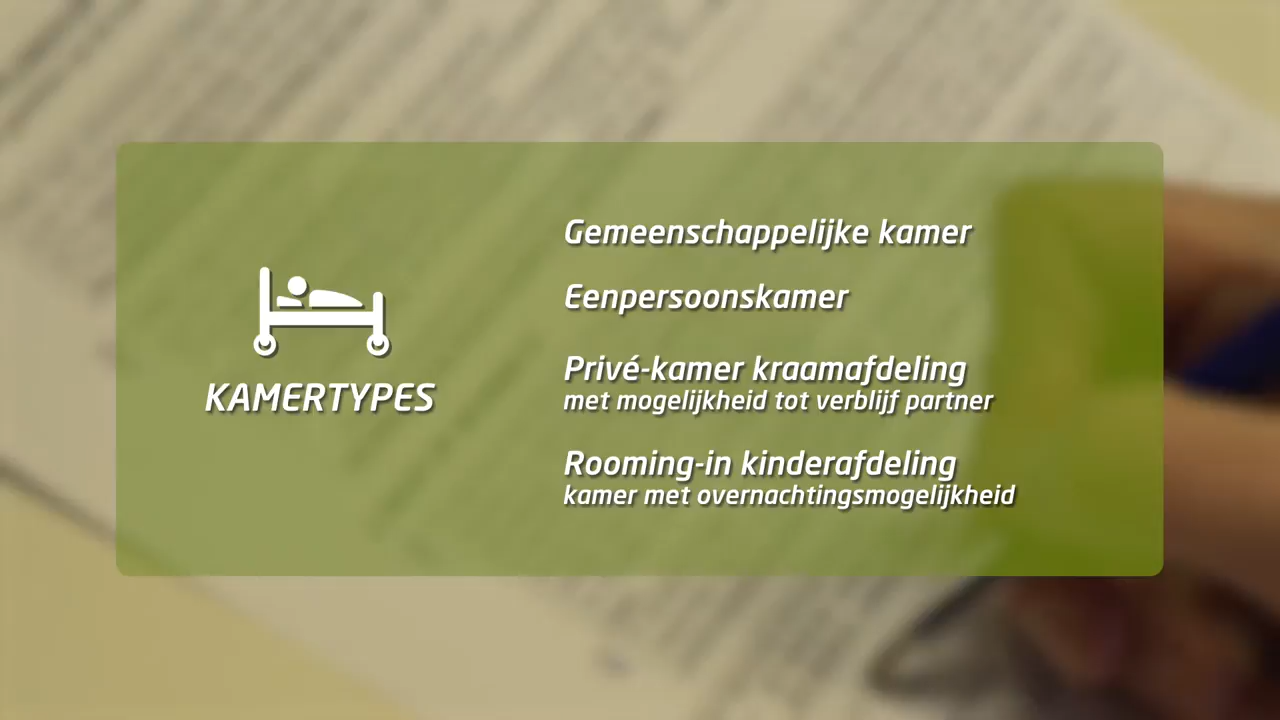 KAMERTYPES
Gemeenschappelijke kamer
Eenpersoonskamer
Privé-kamer kraamafdeling
met mogelijkheid tot verblijf partner
Rooming-in kinderafdeling
kamer met overnachtingsmogelijkheid